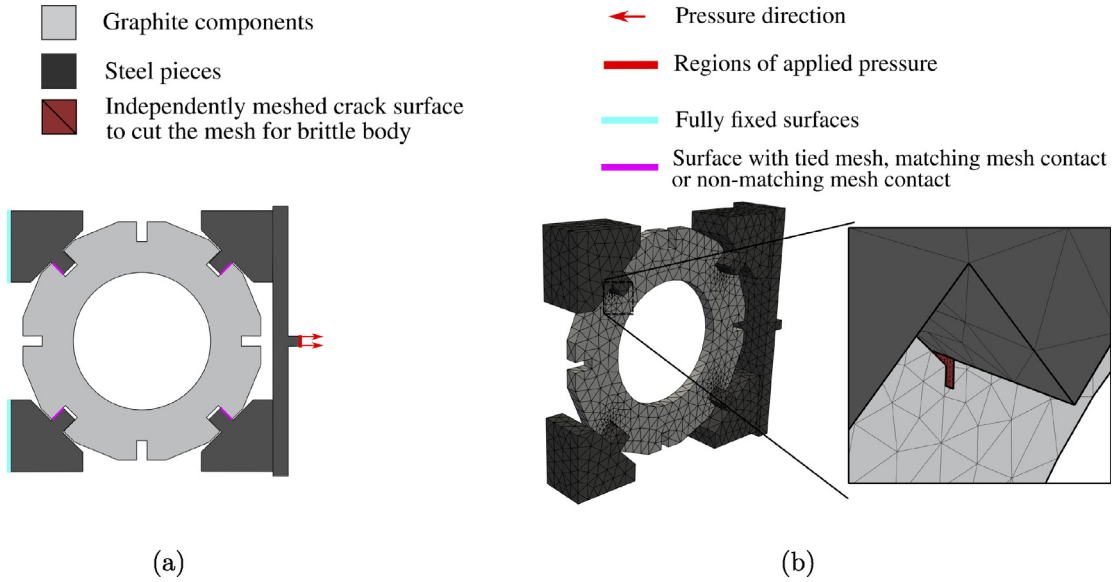 Graphite components
Steel pieces
Independently meshed crack surface
to cut the mesh for brittle body
Pressure direction
Regions of applied pressure
Fully fixed surfaces
Surface with tied mesh, matching mesh contact
or non-matching mesh contact
(a)
(b)